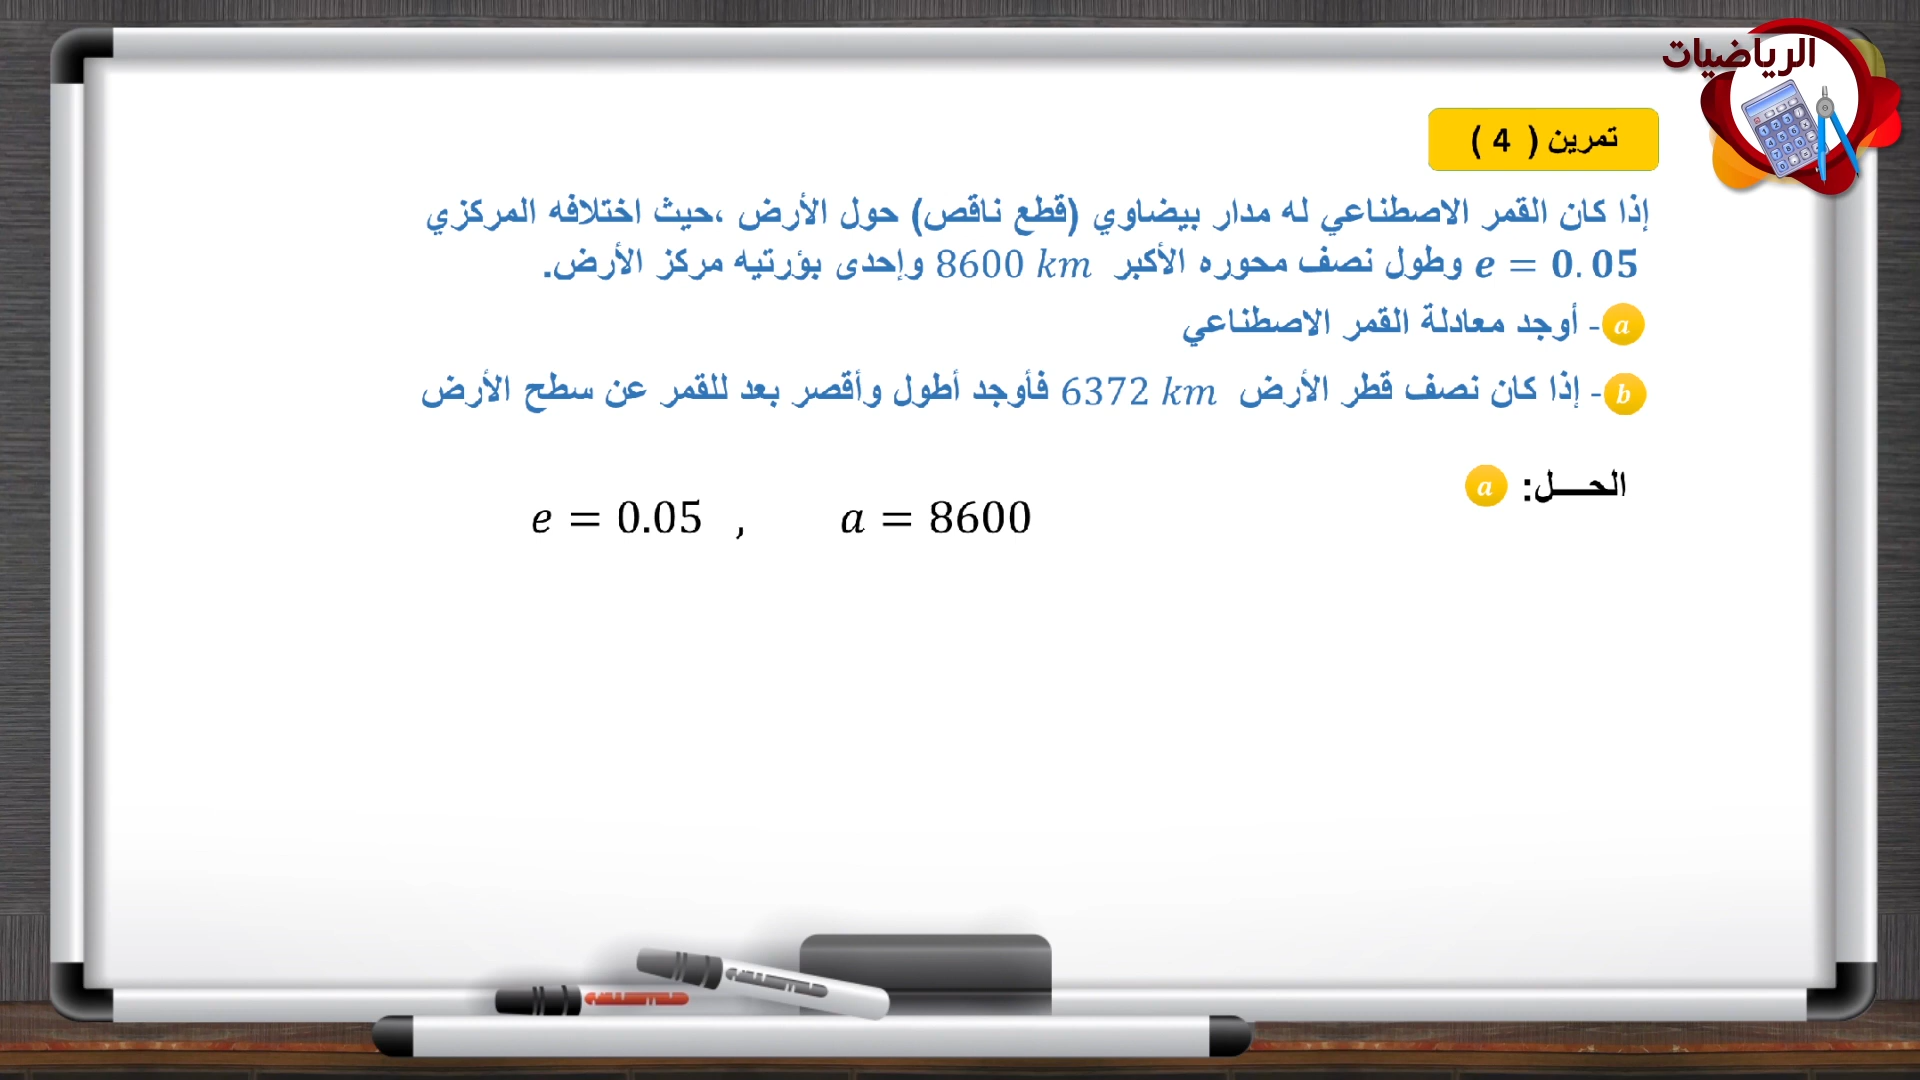 الرياضيات
تمرين ( 4 )
إذا كان القمر الاصطناعي له مدار بيضاوي (قطع ناقص) حول الأرض ،حيث اختلافه المركزي
e = 0.05 وطول نصف محوره الأكبر 8600 km وإحدى بؤرتيه مركز الأرض.
a - أوجد معادلة القمر الاصطناعي
b - إذا كان نصف قطر الأرض 6372 km فأوجد أطول وأقصر بعد للقمر عن سطح الأرض
الحـــل: a
e = 0.05 , a = 8600